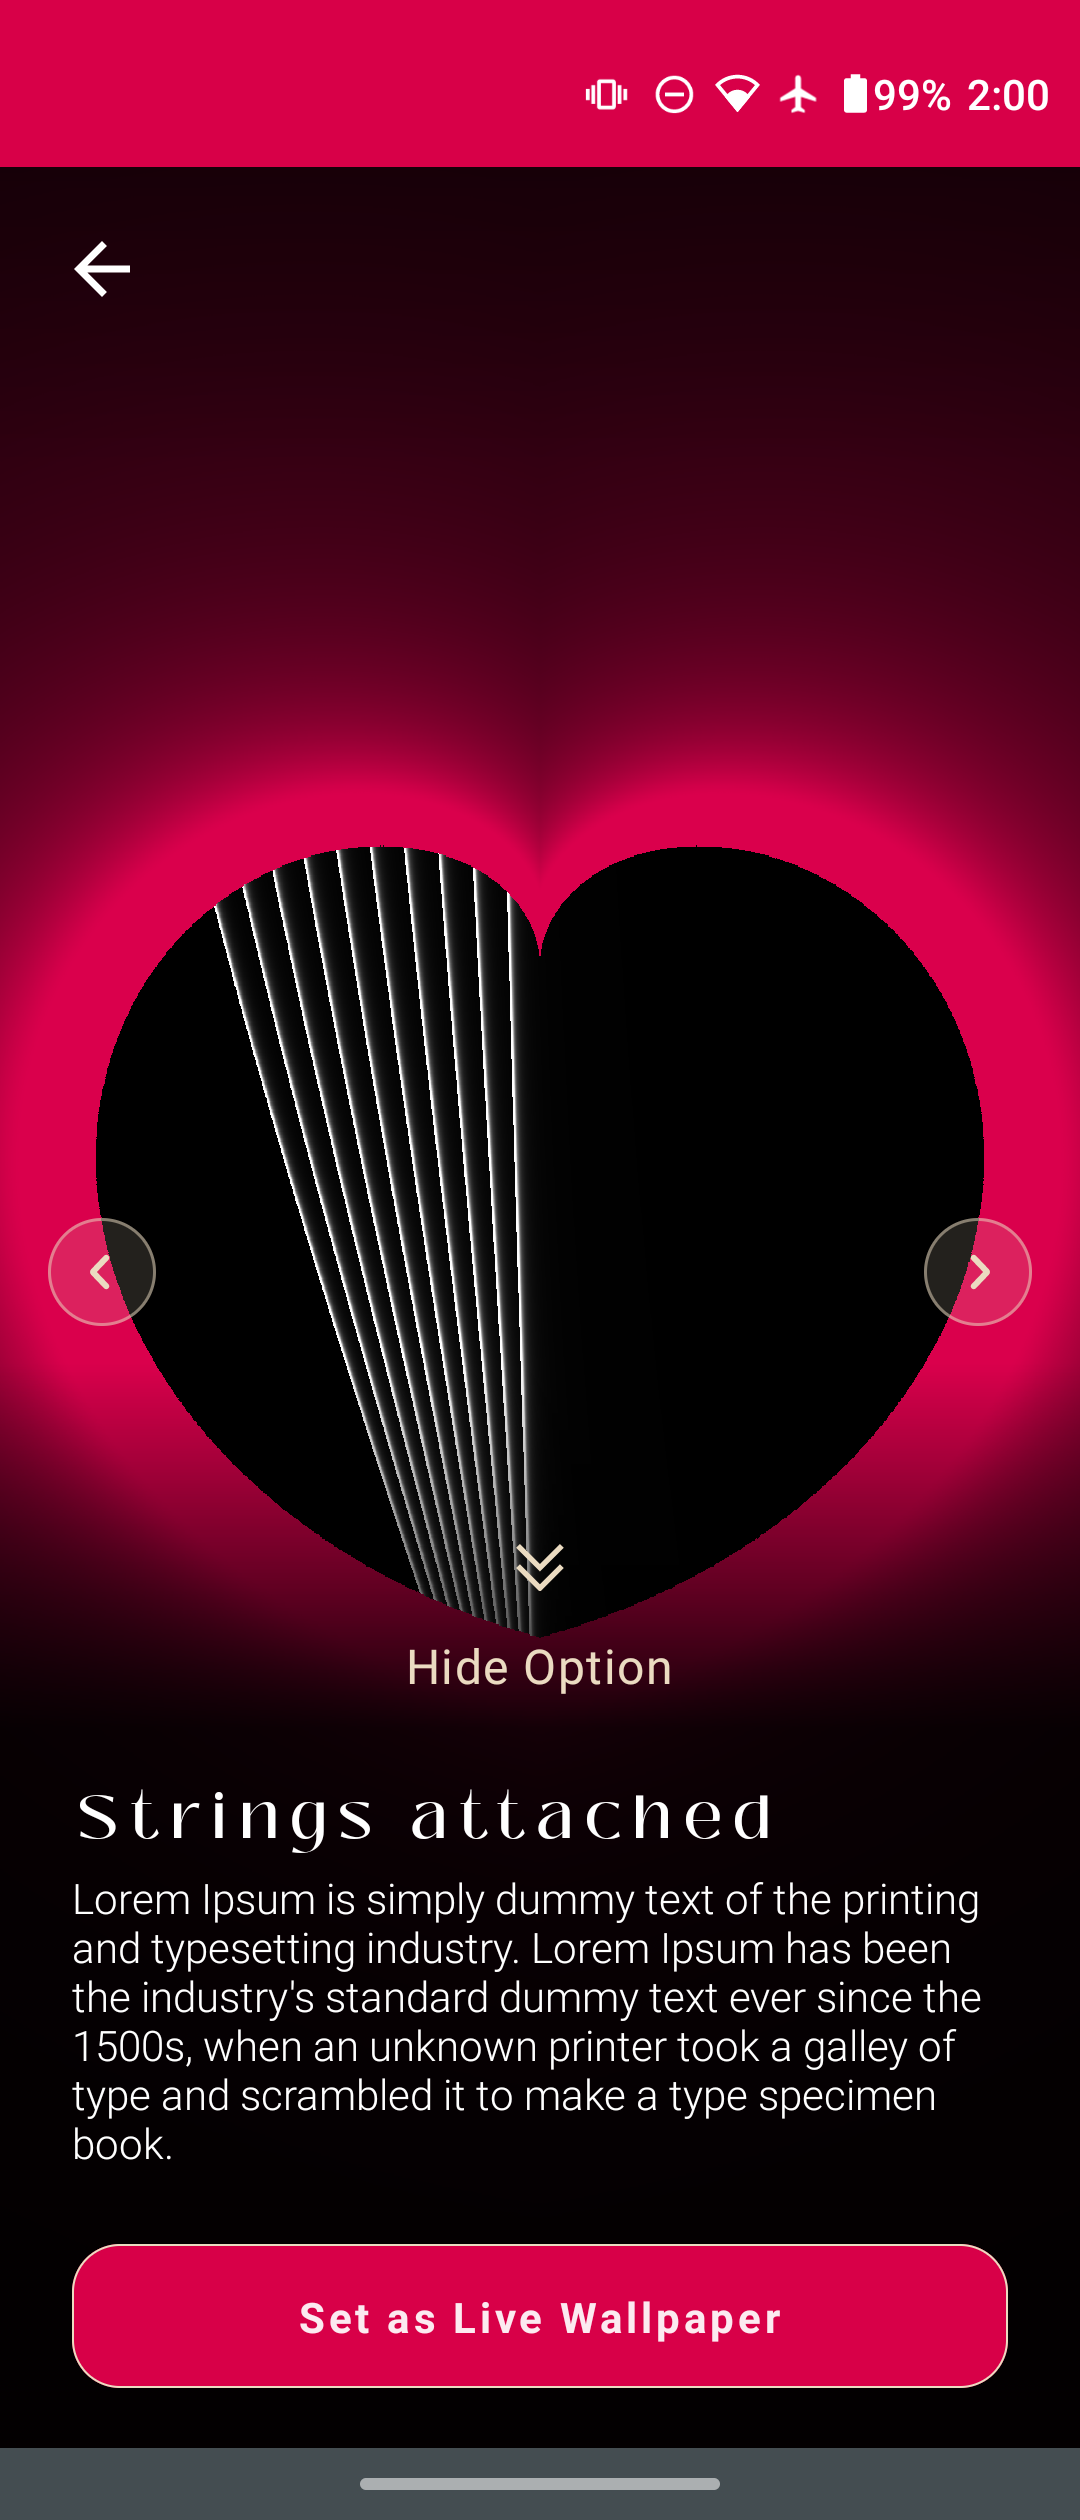 99% 2:00
Hide Option
Strings attached
Lorem Ipsum is simply dummy text of the printing
and typesetting industry. Lorem Ipsum has been
the industry's standard dummy text ever since the
1500s, when an unknown printer took a galley of
type and scrambled it to make a type specimen
book.
Set as Live Wallpaper